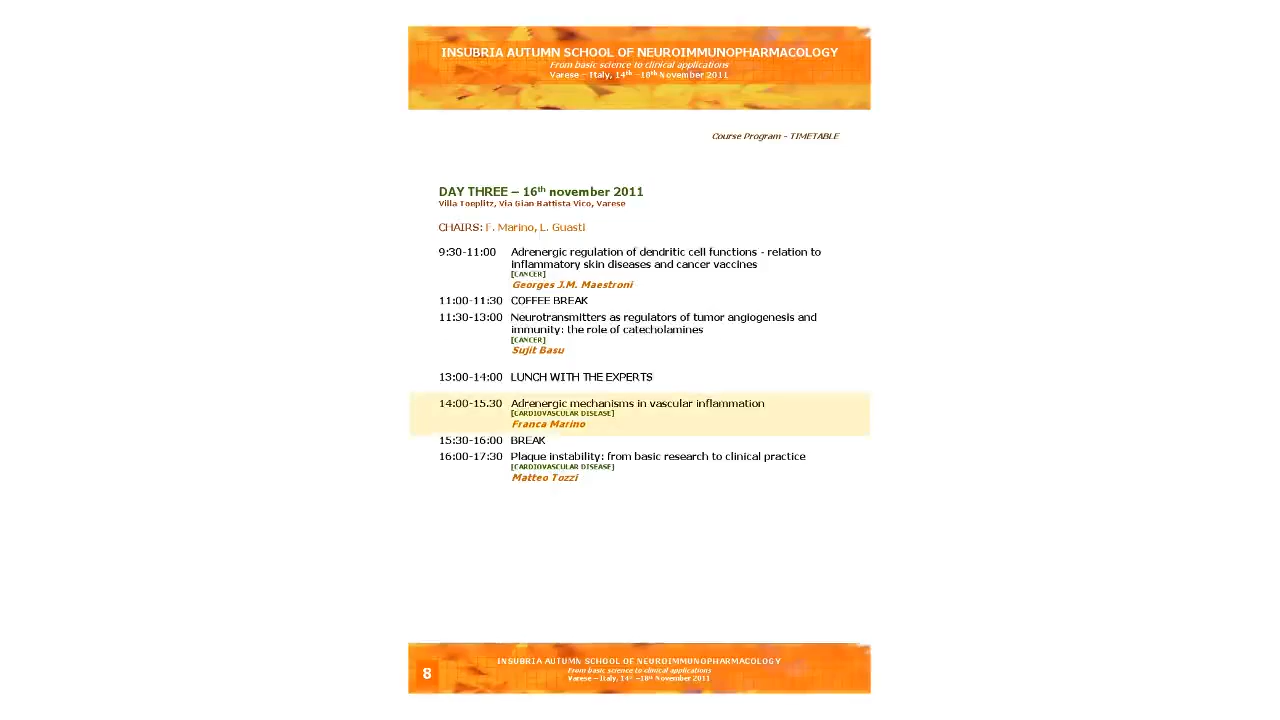 INSUBRIA AUTUMN SCHOOL OF NEUROIMMUNOPHARMACOLOGY
From basic science to clinical applications
Varese – Italy, 14th –18th November 2011
Course Program - TIMETABLE
DAY THREE – 16th november 2011
Villa Toeplitz, Via Gian Battista Vico, Varese
CHAIRS: F. Marino, L. Guasti
9:30-11:00 Adrenergic regulation of dendritic cell functions - relation to
inflammatory skin diseases and cancer vaccines
[CANCER]
Georges J.M. Maestroni
11:00-11:30 COFFEE BREAK
11:30-13:00 Neurotransmitters as regulators of tumor angiogenesis and
immunity: the role of catecholamines
[CANCER]
Sujit Basu
13:00-14:00 LUNCH WITH THE EXPERTS
14:00-15.30 Adrenergic mechanisms in vascular inflammation
[CARDIOVASCULAR DISEASE]
Franca Marino
15:30-16:00 BREAK
16:00-17:30 Plaque instability: from basic research to clinical practice
[CARDIOVASCULAR DISEASE]
Matteo Tozzi
8
INSUBRIA AUTUMN SCHOOL OF NEUROIMMUNOPHARMACOLOGY
From basic science to clinical applications
Varese – Italy, 14th –18th November 2011